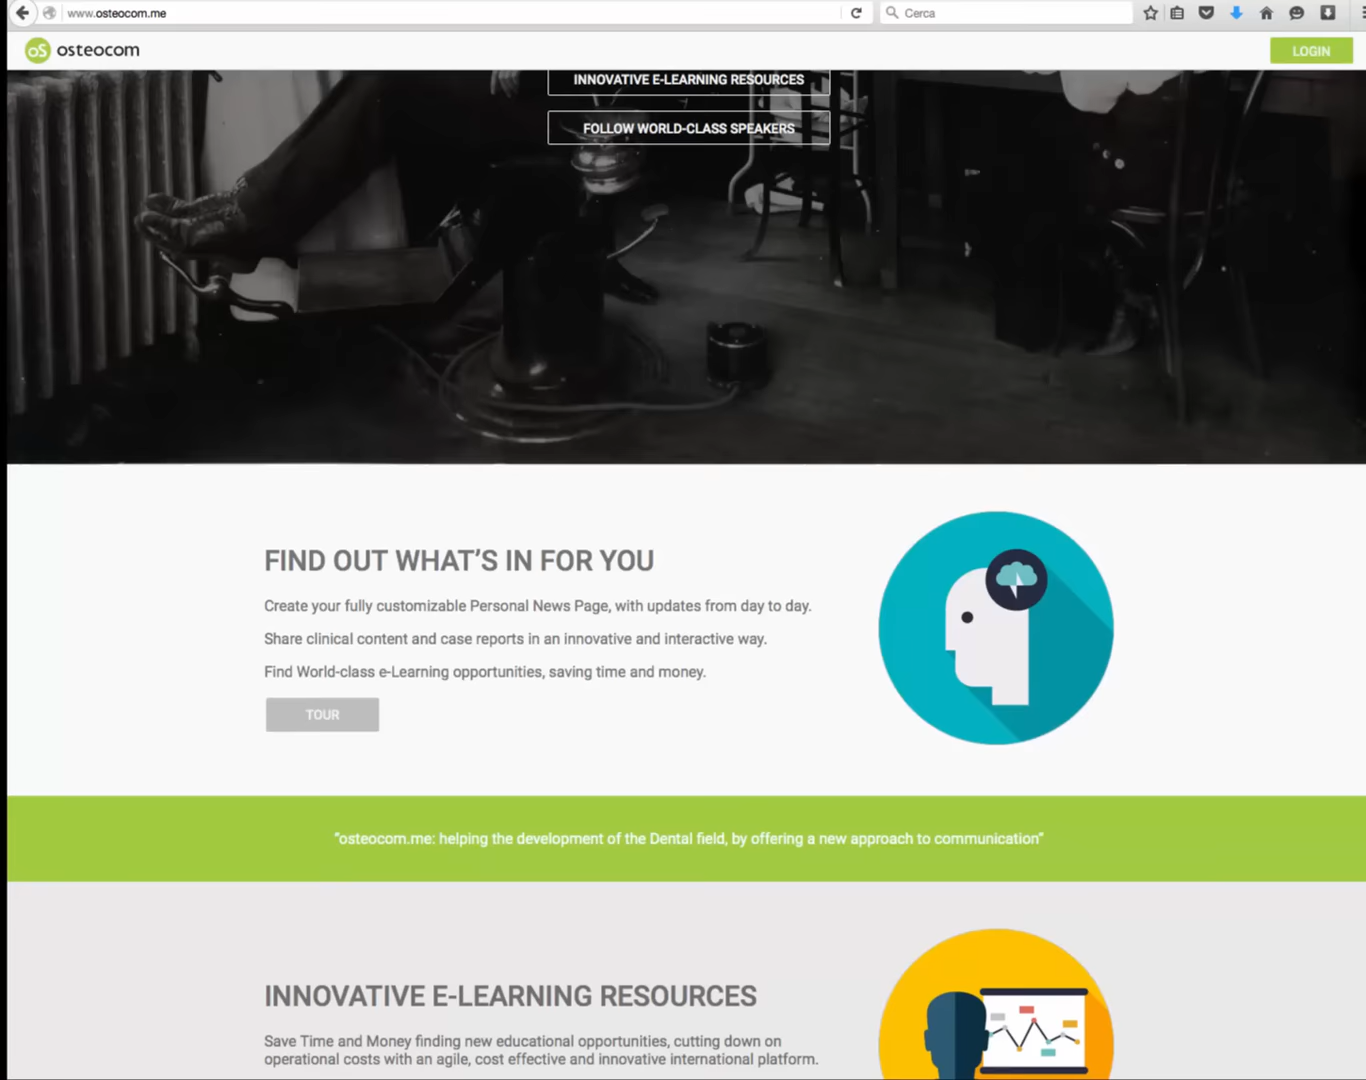 www.osteocom.me
Cerca
oS osteocom
LOGIN
INNOVATIVE E-LEARNING RESOURCES
FOLLOW WORLD-CLASS SPEAKERS
FIND OUT WHAT’S IN FOR YOU
Create your fully customizable Personal News Page, with updates from day to day.
Share clinical content and case reports in an innovative and interactive way.
Find World-class e-Learning opportunities, saving time and money.
TOUR
“osteocom.me: helping the development of the Dental field, by offering a new approach to communication”
INNOVATIVE E-LEARNING RESOURCES
Save Time and Money finding new educational opportunities, cutting down on
operational costs with an agile, cost effective and innovative international platform.